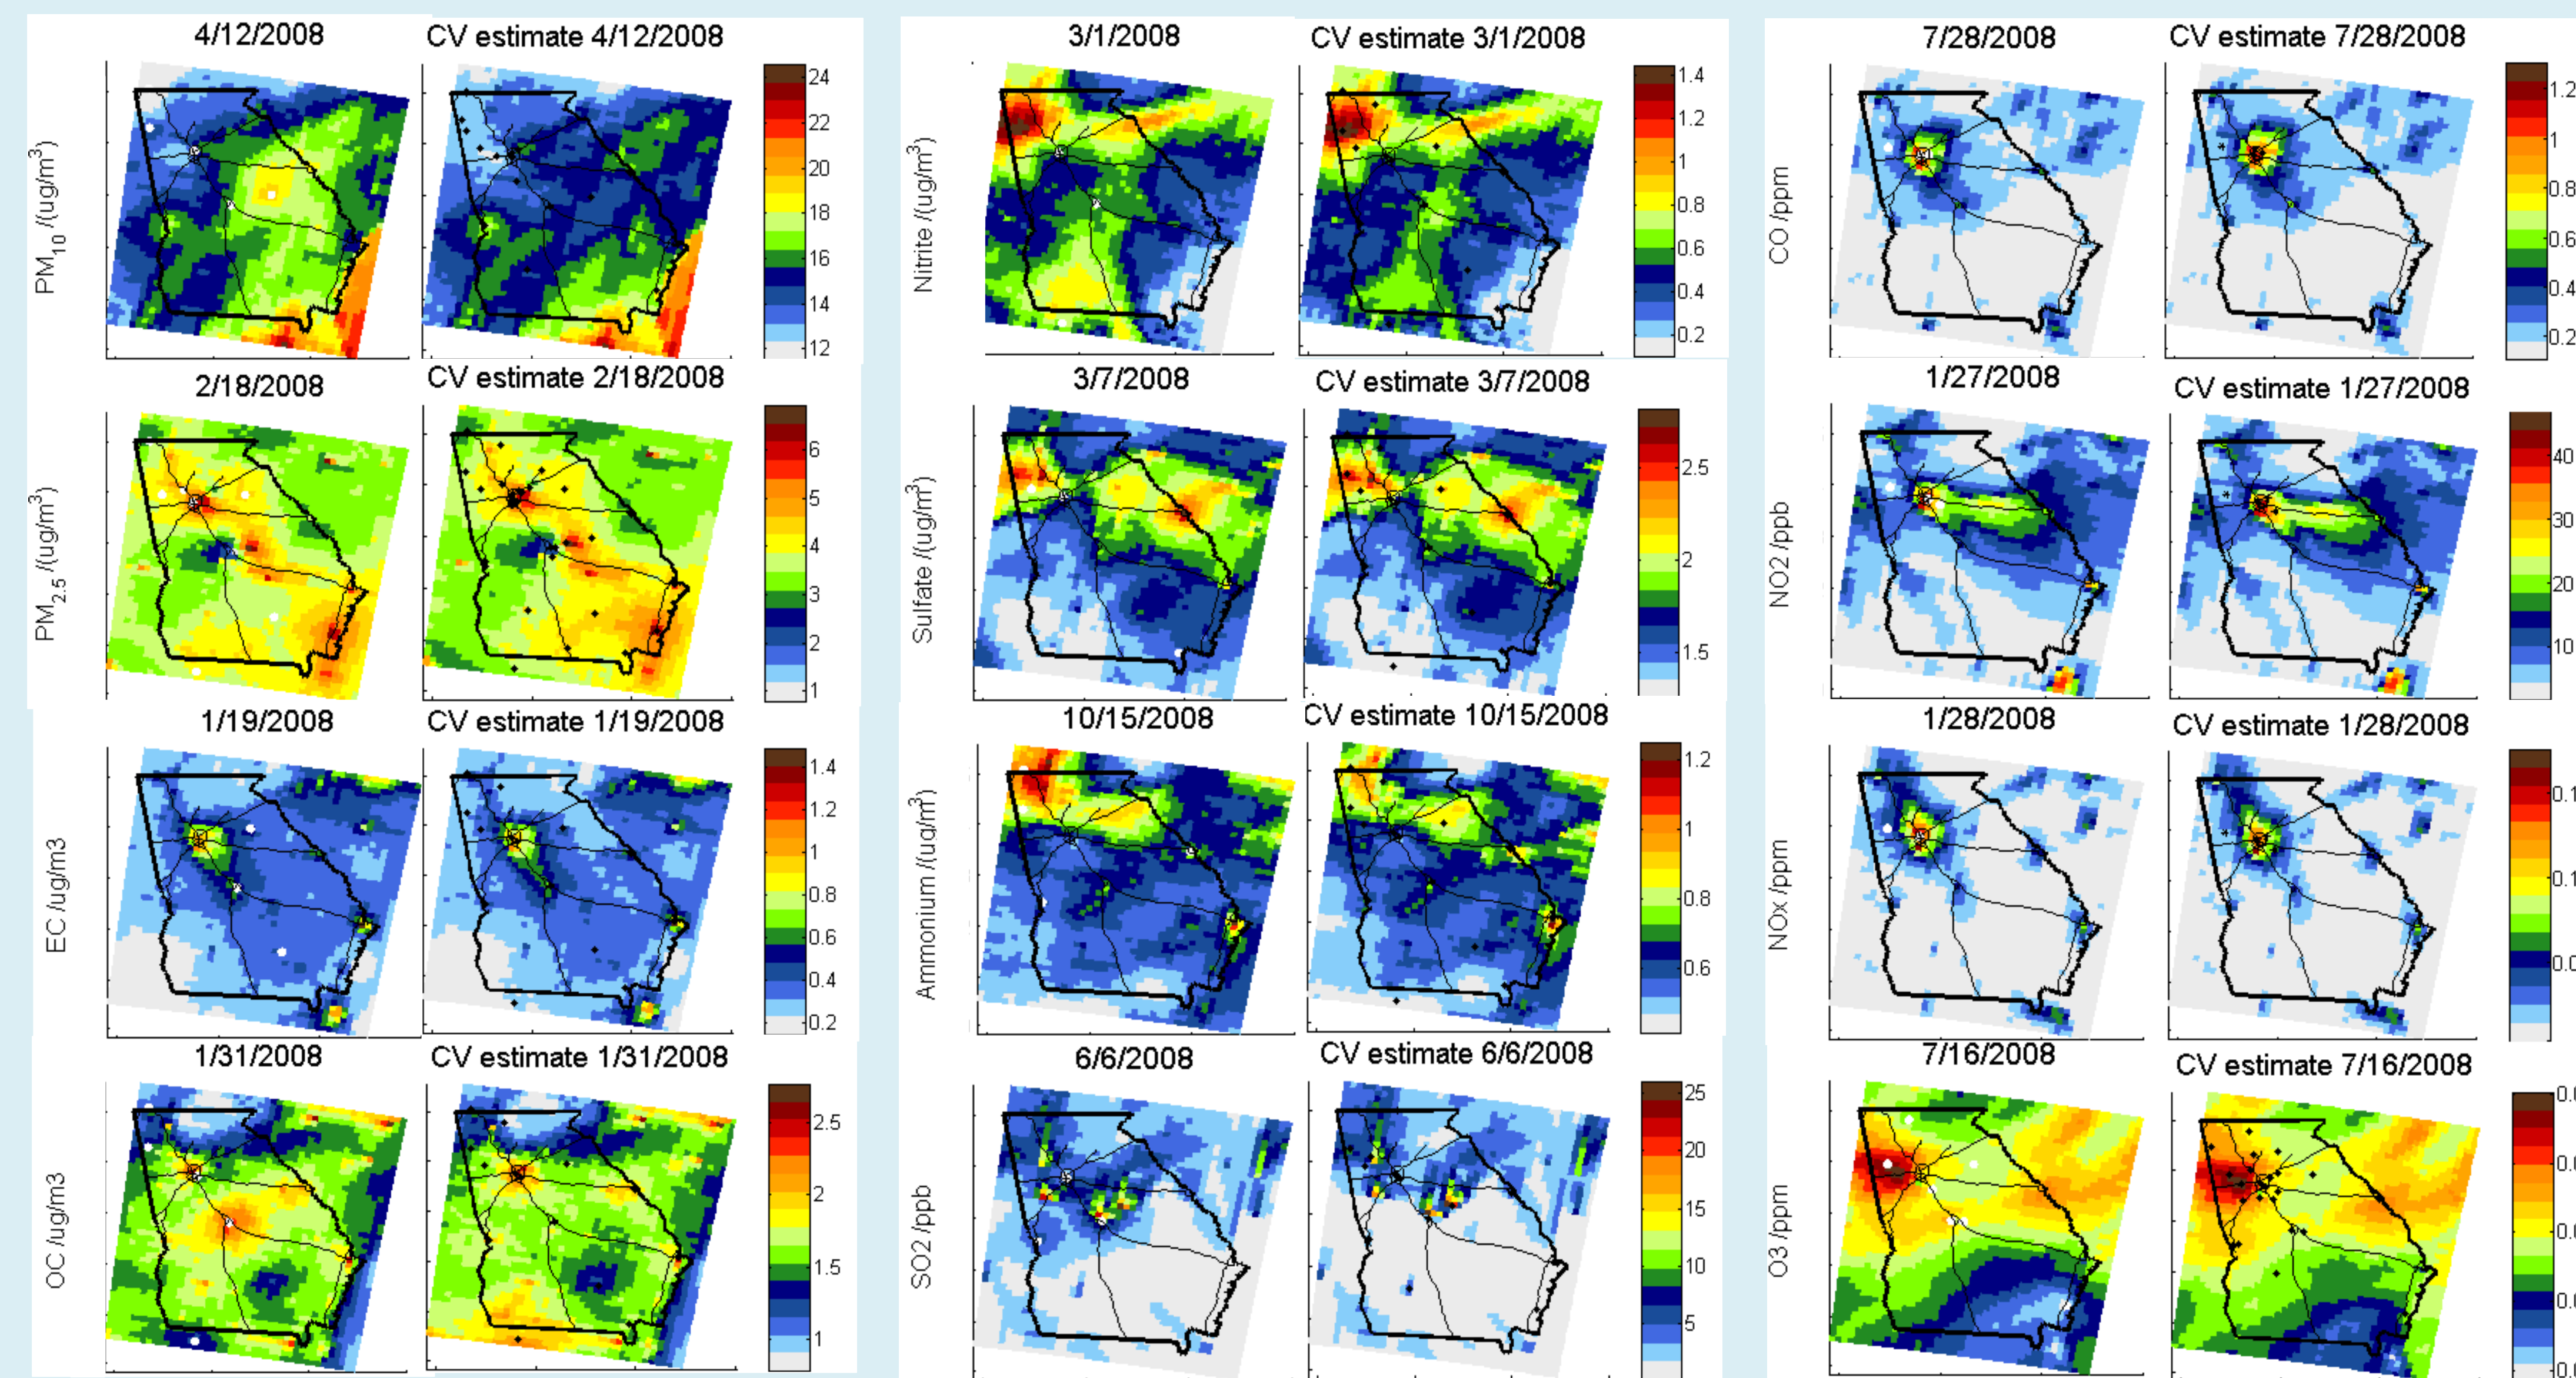 4/12/2008 CV estimate 4/12/2008
PM10 /(ug/m3)
24
22
20
18
16
14
12
2/18/2008 CV estimate 2/18/2008
PM2.5 /(ug/m3)
6
5
4
3
2
1
1/19/2008 CV estimate 1/19/2008
EC /ug/m3
1.4
1.2
1
0.8
0.6
0.4
0.2
1/31/2008 CV estimate 1/31/2008
OC /ug/m3
2.5
2
1.5
1
3/1/2008 CV estimate 3/1/2008
Nitrite /(ug/m3)
1.4
1.2
1
0.8
0.6
0.4
0.2
3/7/2008 CV estimate 3/7/2008
Sulfate /(ug/m3)
2.5
2
1.5
10/15/2008 CV estimate 10/15/2008
Ammonium /(ug/m3)
1.2
1
0.8
0.6
6/6/2008 CV estimate 6/6/2008
SO2 /ppb
25
20
15
10
5
7/28/2008 CV estimate 7/28/2008
CO /ppm
1.2
1
0.8
0.6
0.4
0.2
1/27/2008 CV estimate 1/27/2008
NO2 /ppb
40
30
20
10
1/28/2008 CV estimate 1/28/2008
NOx /ppm
7/16/2008 CV estimate 7/16/2008
O3 /ppm